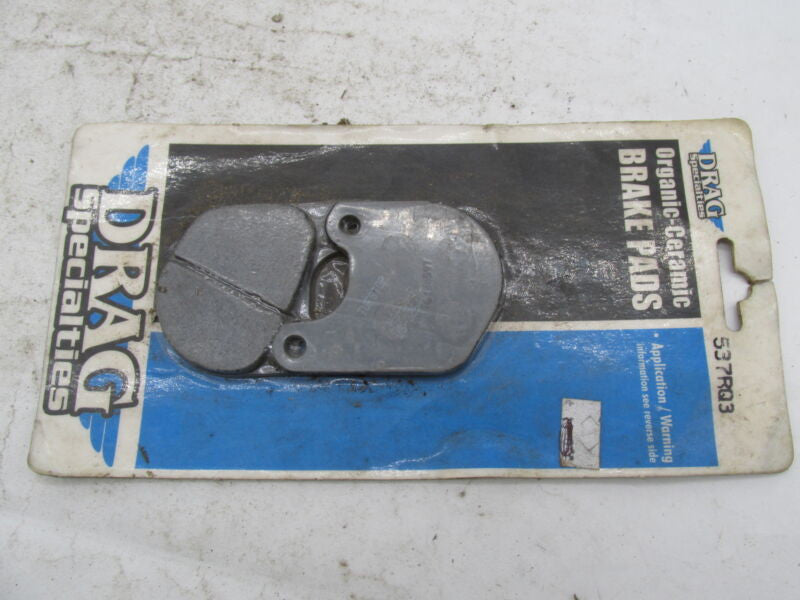 DRAG
Specialties
Organic-Ceramic
BRAKE PADS
• Application / Warning
information see reverse side
537RQ3
DRAG
Specialties